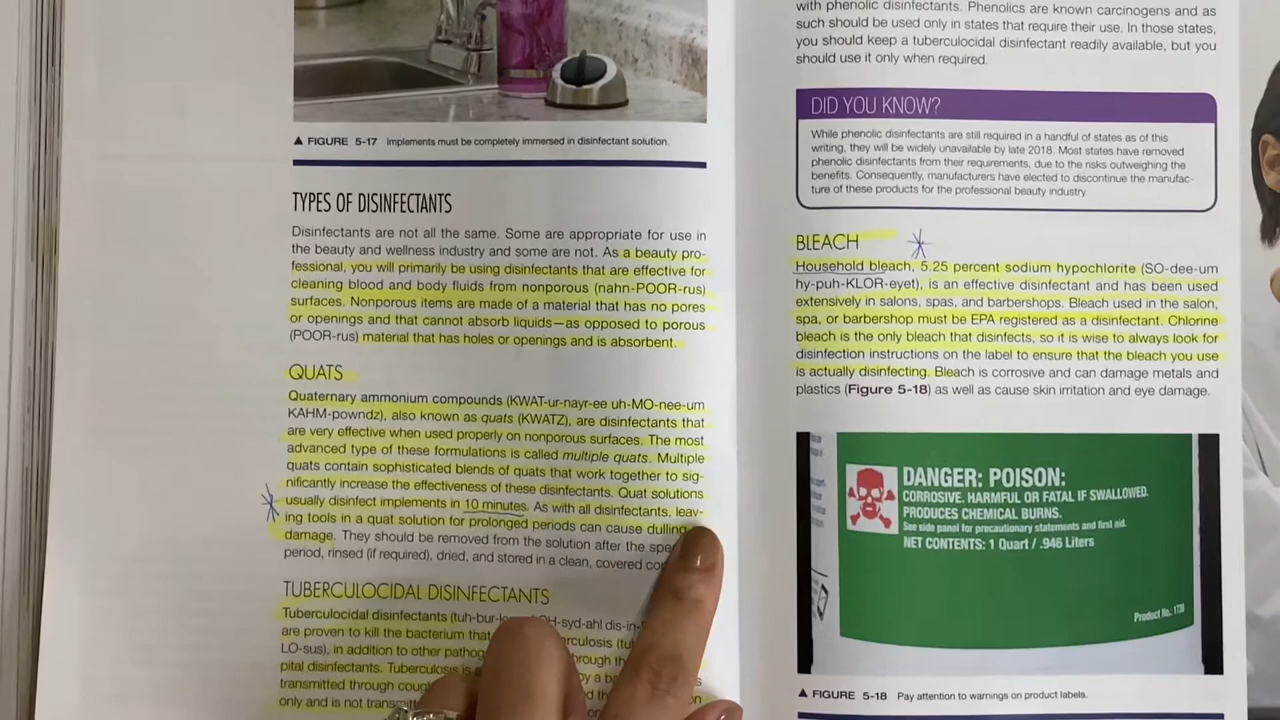 ▲ FIGURE 5-17 Implements must be completely immersed in disinfectant solution.
TYPES OF DISINFECTANTS
Disinfectants are not all the same. Some are appropriate for use in
the beauty and wellness industry and some are not. As a beauty pro-
fessional, you will primarily be using disinfectants that are effective for
cleaning blood and body fluids from nonporous (nahn-POOR-rus)
surfaces. Nonporous items are made of a material that has no pores
or openings and that cannot absorb liquids—as opposed to porous
(POOR-rus) material that has holes or openings and is absorbent.
QUATS
Quaternary ammonium compounds (KWAT-ur-nayr-ee uh-MO-nee-um
KAHM-powndz), also known as quats (KWATZ), are disinfectants that
are very effective when used properly on nonporous surfaces. The most
advanced type of these formulations is called multiple quats. Multiple
quats contain sophisticated blends of quats that work together to sig-
nificantly increase the effectiveness of these disinfectants. Quat solutions
usually disinfect implements in 10 minutes. As with all disinfectants, leav-
ing tools in a quat solution for prolonged periods can cause dulling
damage. They should be removed from the solution after the
period, rinsed (if required), dried, and stored in a clean, covered
TUBERCULOCIDAL DISINFECTANTS
Tuberculocidal disinfectants
are proven to kill the bacterium that
LO-sus), in addition to other
pital disinfectants. Tuberculosis is
transmitted through
only and is not
with phenolic disinfectants. Phenolics are known carcinogens and as
such should be used only in states that require their use. In those states,
you should keep a tuberculocidal disinfectant readily available, but you
should use it only when required.
DID YOU KNOW?
While phenolic disinfectants are still required in a handful of states as of this
writing, they will be widely unavailable by late 2018. Most states have removed
phenolic disinfectants from their requirements, due to the risks outweighing the
benefits. Consequently, manufacturers have elected to discontinue the manufac-
ture of these products for the professional beauty industry.
BLEACH
Household bleach, 5.25 percent sodium hypochlorite (SO-dee-um
hy-puh-KLOR-eyet), is an effective disinfectant and has been used
extensively in salons, spas, and barbershops. Bleach used in the salon,
spa, or barbershop must be EPA registered as a disinfectant. Chlorine
bleach is the only bleach that disinfects, so it is wise to always look for
disinfection instructions on the label to ensure that the bleach you use
is actually disinfecting. Bleach is corrosive and can damage metals and
plastics (Figure 5-18) as well as cause skin irritation and eye damage.
DANGER: POISON:
CORROSIVE. HARMFUL OR FATAL IF SWALLOWED.
PRODUCES CHEMICAL BURNS.
See side panel for precautionary statements and first aid.
NET CONTENTS: 1 Quart / .946 Liters
Product No.: 1738
▲ FIGURE 5-18 Pay attention to warnings on product labels.